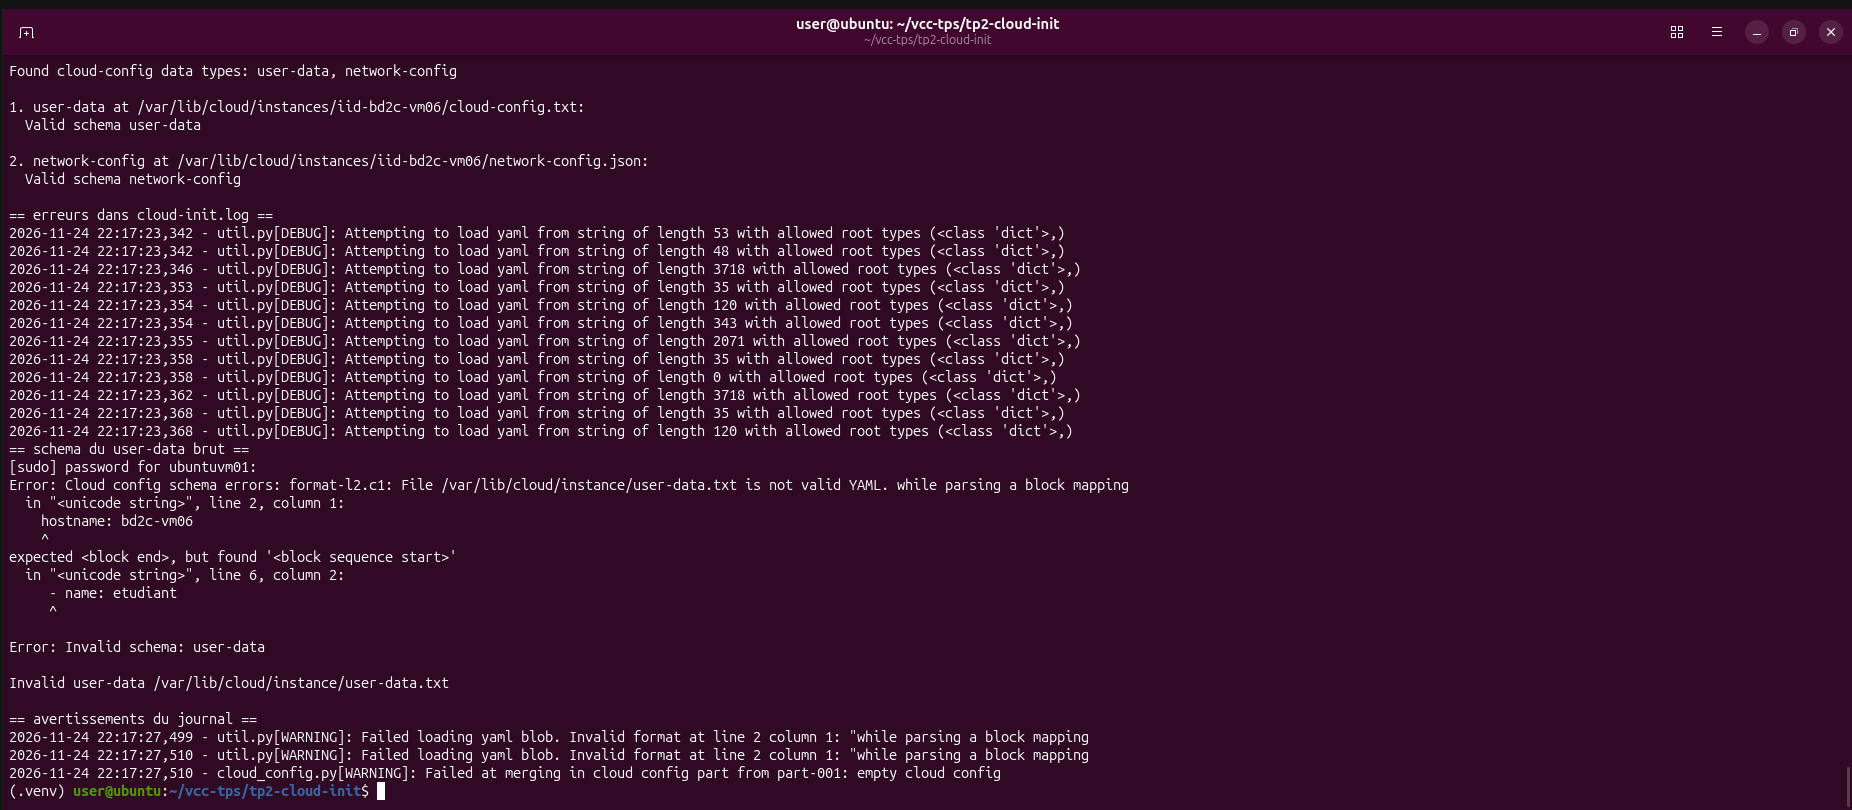 user@ubuntu: ~/vcc-tps/tp2-cloud-init
~/vcc-tps/tp2-cloud-init
Found cloud-config data types: user-data, network-config
1. user-data at /var/lib/cloud/instances/iid-bd2c-vm06/cloud-config.txt:
  Valid schema user-data
2. network-config at /var/lib/cloud/instances/iid-bd2c-vm06/network-config.json:
  Valid schema network-config
== erreurs dans cloud-init.log ==
2026-11-24 22:17:23,342 - util.py[DEBUG]: Attempting to load yaml from string of length 53 with allowed root types (<class 'dict'>,)
2026-11-24 22:17:23,342 - util.py[DEBUG]: Attempting to load yaml from string of length 48 with allowed root types (<class 'dict'>,)
2026-11-24 22:17:23,346 - util.py[DEBUG]: Attempting to load yaml from string of length 3718 with allowed root types (<class 'dict'>,)
2026-11-24 22:17:23,353 - util.py[DEBUG]: Attempting to load yaml from string of length 35 with allowed root types (<class 'dict'>,)
2026-11-24 22:17:23,354 - util.py[DEBUG]: Attempting to load yaml from string of length 120 with allowed root types (<class 'dict'>,)
2026-11-24 22:17:23,354 - util.py[DEBUG]: Attempting to load yaml from string of length 343 with allowed root types (<class 'dict'>,)
2026-11-24 22:17:23,355 - util.py[DEBUG]: Attempting to load yaml from string of length 2071 with allowed root types (<class 'dict'>,)
2026-11-24 22:17:23,358 - util.py[DEBUG]: Attempting to load yaml from string of length 35 with allowed root types (<class 'dict'>,)
2026-11-24 22:17:23,358 - util.py[DEBUG]: Attempting to load yaml from string of length 0 with allowed root types (<class 'dict'>,)
2026-11-24 22:17:23,362 - util.py[DEBUG]: Attempting to load yaml from string of length 3718 with allowed root types (<class 'dict'>,)
2026-11-24 22:17:23,368 - util.py[DEBUG]: Attempting to load yaml from string of length 35 with allowed root types (<class 'dict'>,)
2026-11-24 22:17:23,368 - util.py[DEBUG]: Attempting to load yaml from string of length 120 with allowed root types (<class 'dict'>,)
== schema du user-data brut ==
[sudo] password for ubuntuvm01:
Error: Cloud config schema errors: format-l2.c1: File /var/lib/cloud/instance/user-data.txt is not valid YAML. while parsing a block mapping
  in "<unicode string>", line 2, column 1:
    hostname: bd2c-vm06
    ^
expected <block end>, but found '<block sequence start>'
  in "<unicode string>", line 6, column 2:
     - name: etudiant
     ^
Error: Invalid schema: user-data
Invalid user-data /var/lib/cloud/instance/user-data.txt
== avertissements du journal ==
2026-11-24 22:17:27,499 - util.py[WARNING]: Failed loading yaml blob. Invalid format at line 2 column 1: "while parsing a block mapping
2026-11-24 22:17:27,510 - util.py[WARNING]: Failed loading yaml blob. Invalid format at line 2 column 1: "while parsing a block mapping
2026-11-24 22:17:27,510 - cloud_config.py[WARNING]: Failed at merging in cloud config part from part-001: empty cloud config
(.venv) user@ubuntu:~/vcc-tps/tp2-cloud-init$